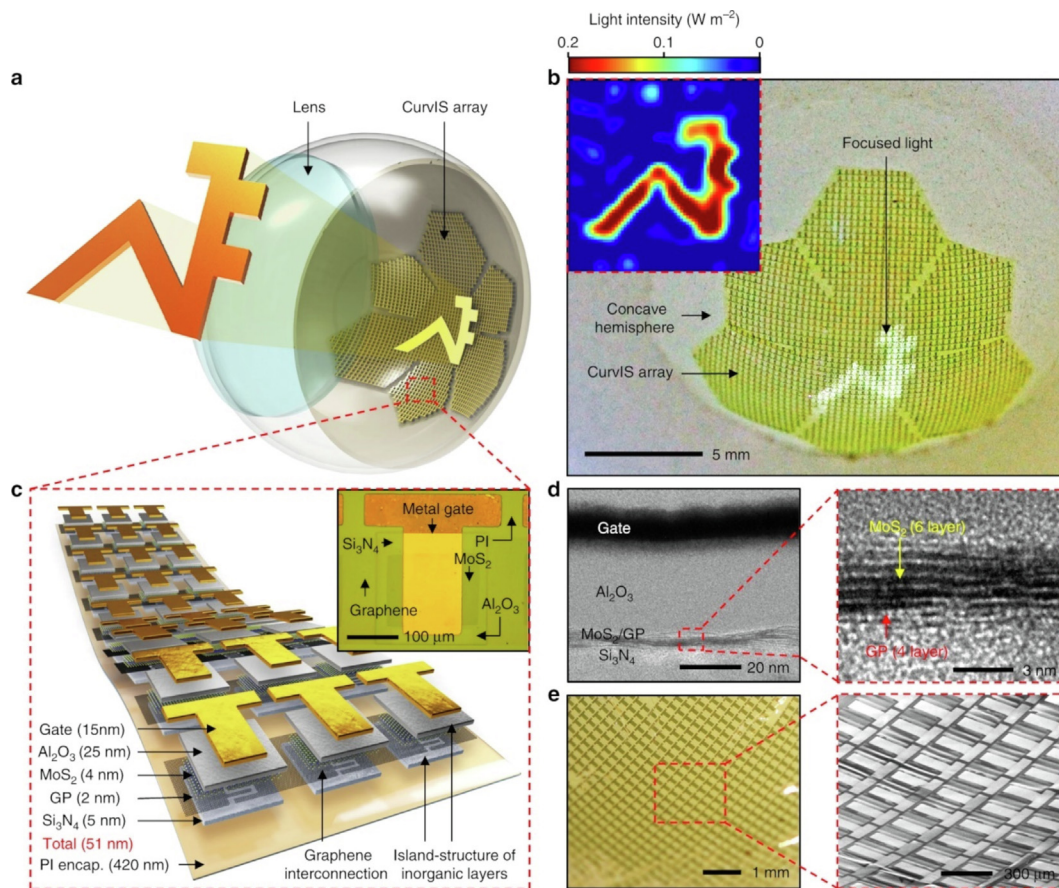 Light intensity (W m⁻²)
0.2
0.1
0
a
Lens
CurvIS array
b
Focused light
Concave
hemisphere
CurvIS array
5 mm
c
Metal gate
Si₃N₄
PI
MoS₂
Graphene
Al₂O₃
100 µm
Gate (15nm)
Al₂O₃ (25 nm)
MoS₂ (4 nm)
GP (2 nm)
Si₃N₄ (5 nm)
Total (51 nm)
PI encap. (420 nm)
Graphene
interconnection
Island-structure of
inorganic layers
d
Gate
Al₂O₃
MoS₂/GP
Si₃N₄
20 nm
MoS₂ (6 layer)
GP (4 layer)
3 nm
e
1 mm
300 µm